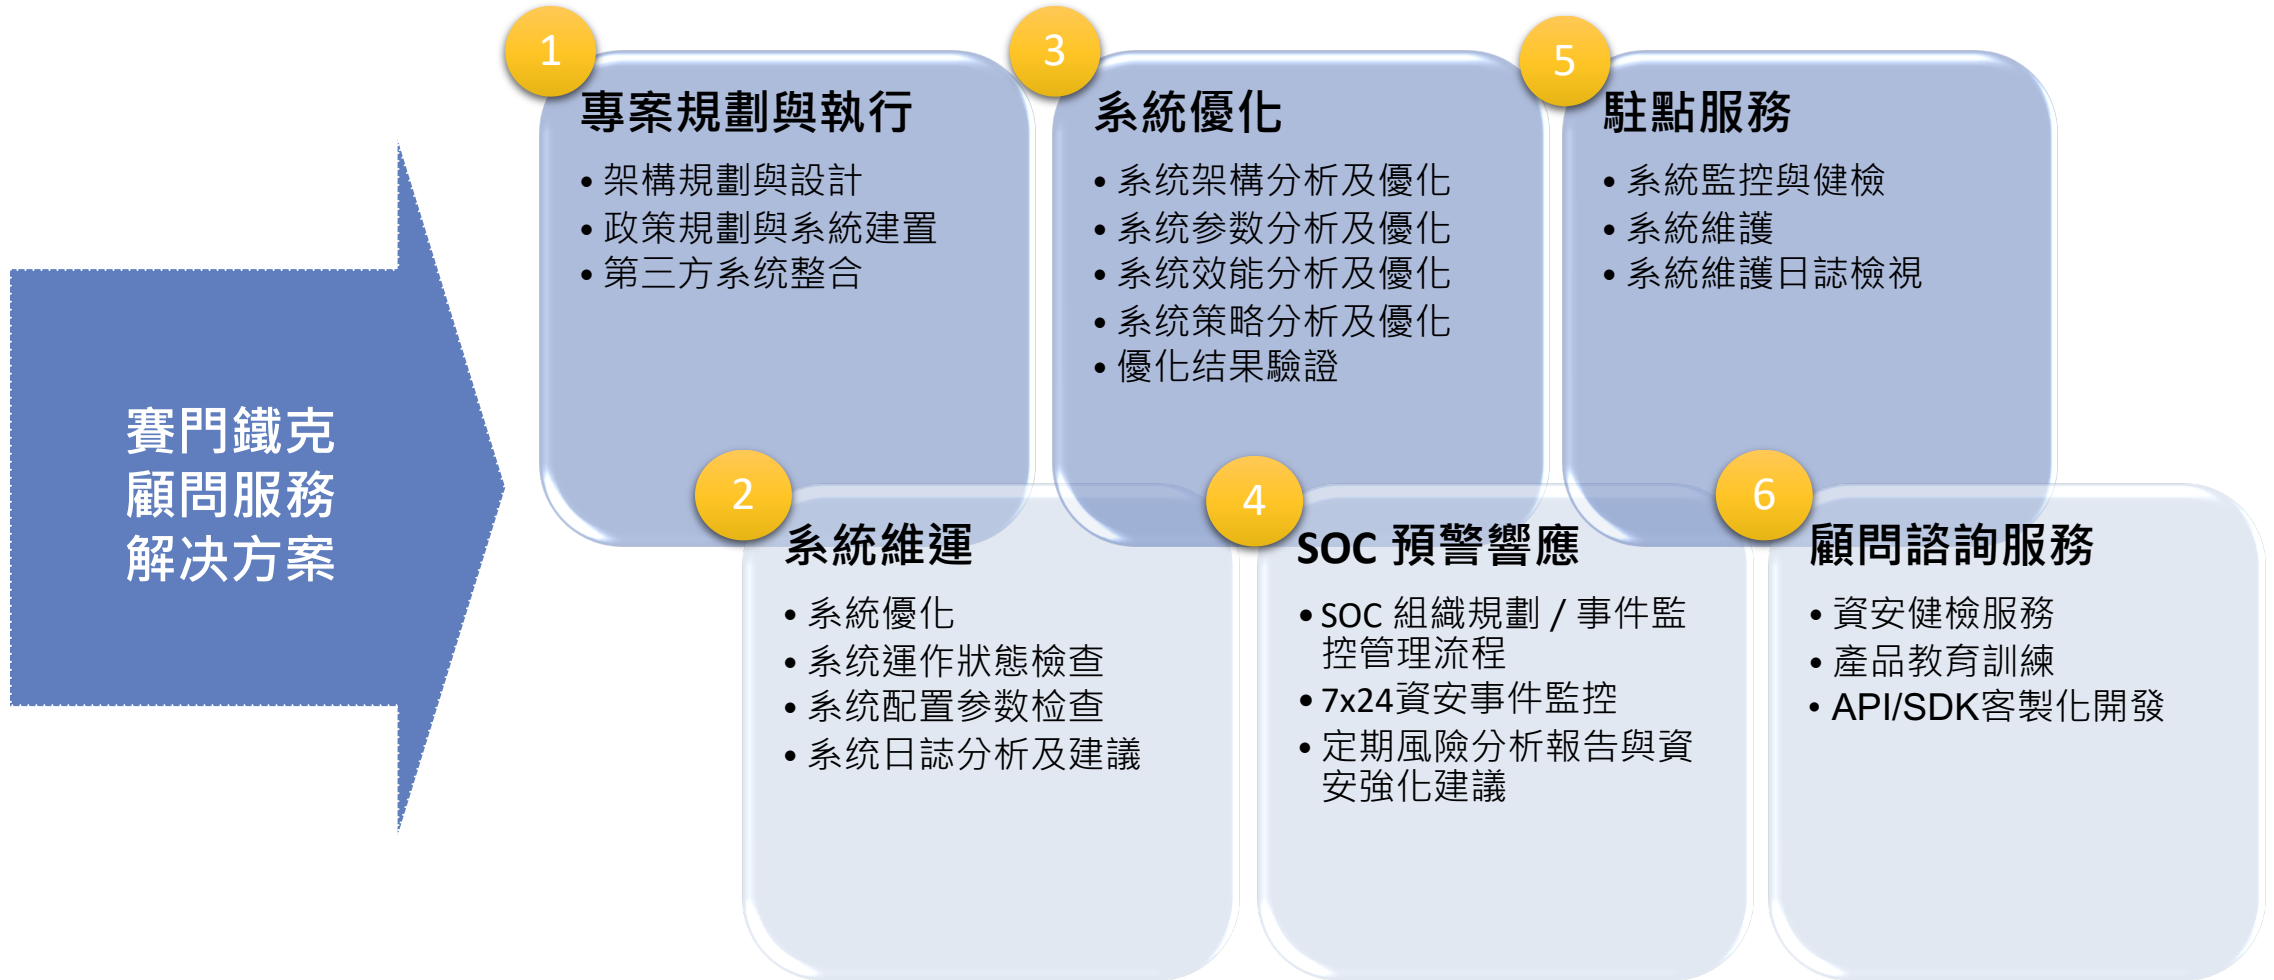 賽門鐵克
顧問服務
解决方案
1
專案規劃與執行
• 架構規劃與設計
• 政策規劃與系統建置
• 第三方系统整合
2
系統維運
• 系統優化
• 系统運作狀態檢查
• 系统配置参数检查
• 系统日誌分析及建議
3
系統優化
• 系统架構分析及優化
• 系统参数分析及優化
• 系统效能分析及優化
• 系统策略分析及優化
• 優化结果驗證
4
SOC 預警響應
• SOC 組織規劃 / 事件監
控管理流程
• 7x24資安事件監控
• 定期風險分析報告與資
安強化建議
5
駐點服務
• 系統監控與健檢
• 系統維護
• 系統維護日誌檢視
6
顧問諮詢服務
• 資安健檢服務
• 產品教育訓練
• API/SDK客製化開發